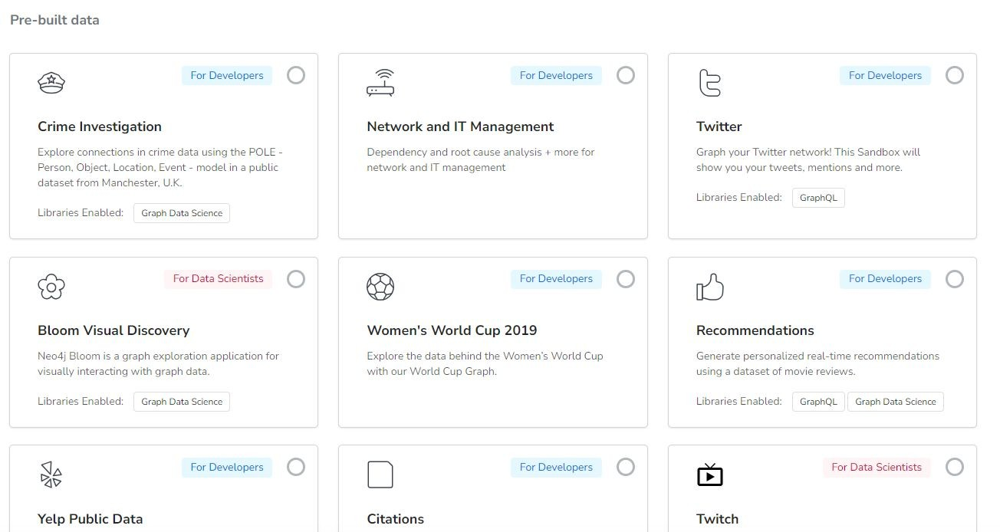 Pre-built data
For Developers
Crime Investigation
Explore connections in crime data using the POLE -
Person, Object, Location, Event - model in a public
dataset from Manchester, U.K.
Libraries Enabled: Graph Data Science
For Developers
Network and IT Management
Dependency and root cause analysis + more for
network and IT management
For Developers
Twitter
Graph your Twitter network! This Sandbox will
show you your tweets, mentions and more.
Libraries Enabled: GraphQL
For Data Scientists
Bloom Visual Discovery
Neo4j Bloom is a graph exploration application for
visually interacting with graph data.
Libraries Enabled: Graph Data Science
For Developers
Women's World Cup 2019
Explore the data behind the Women’s World Cup
with our World Cup Graph.
For Developers
Recommendations
Generate personalized real-time recommendations
using a dataset of movie reviews.
Libraries Enabled: GraphQL Graph Data Science
For Developers
Yelp Public Data
For Developers
Citations
For Data Scientists
Twitch